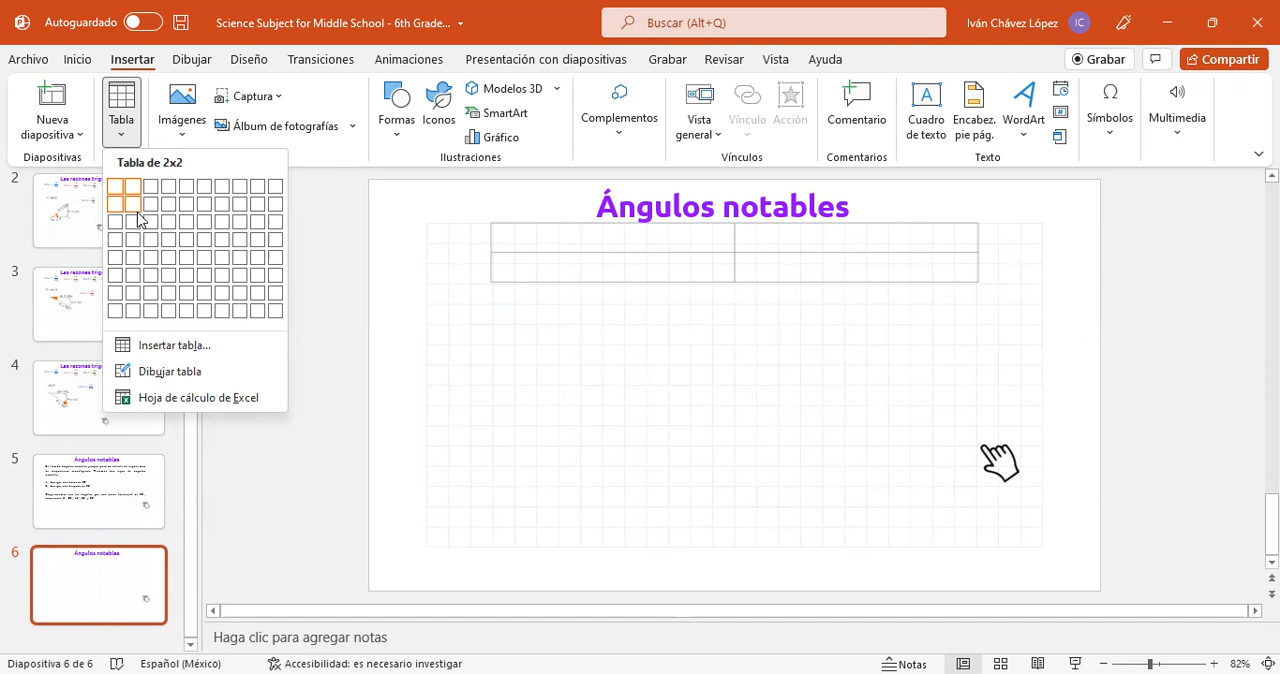 Autoguardado
Science Subject for Middle School - 6th Grade...
Buscar (Alt+Q)
Iván Chávez López
IC
Archivo Inicio Insertar Dibujar Diseño Transiciones Animaciones Presentación con diapositivas Grabar Revisar Vista Ayuda
Grabar
Compartir
Nueva diapositiva
Tabla
Imágenes
Captura
Álbum de fotografías
Formas
Iconos
Modelos 3D
SmartArt
Gráfico
Complementos
Vista general
Vínculo
Acción
Comentario
Cuadro de texto
Encabez. pie pág.
WordArt
Símbolos
Multimedia
Diapositivas
Ilustraciones
Vínculos
Comentarios
Texto
Tabla de 2x2
Insertar tabla...
Dibujar tabla
Hoja de cálculo de Excel
2
3
4
5
Ángulos notables
6
Ángulos notables
Ángulos notables
Haga clic para agregar notas
Diapositiva 6 de 6
Español (México)
Accesibilidad: es necesario investigar
Notas
82%